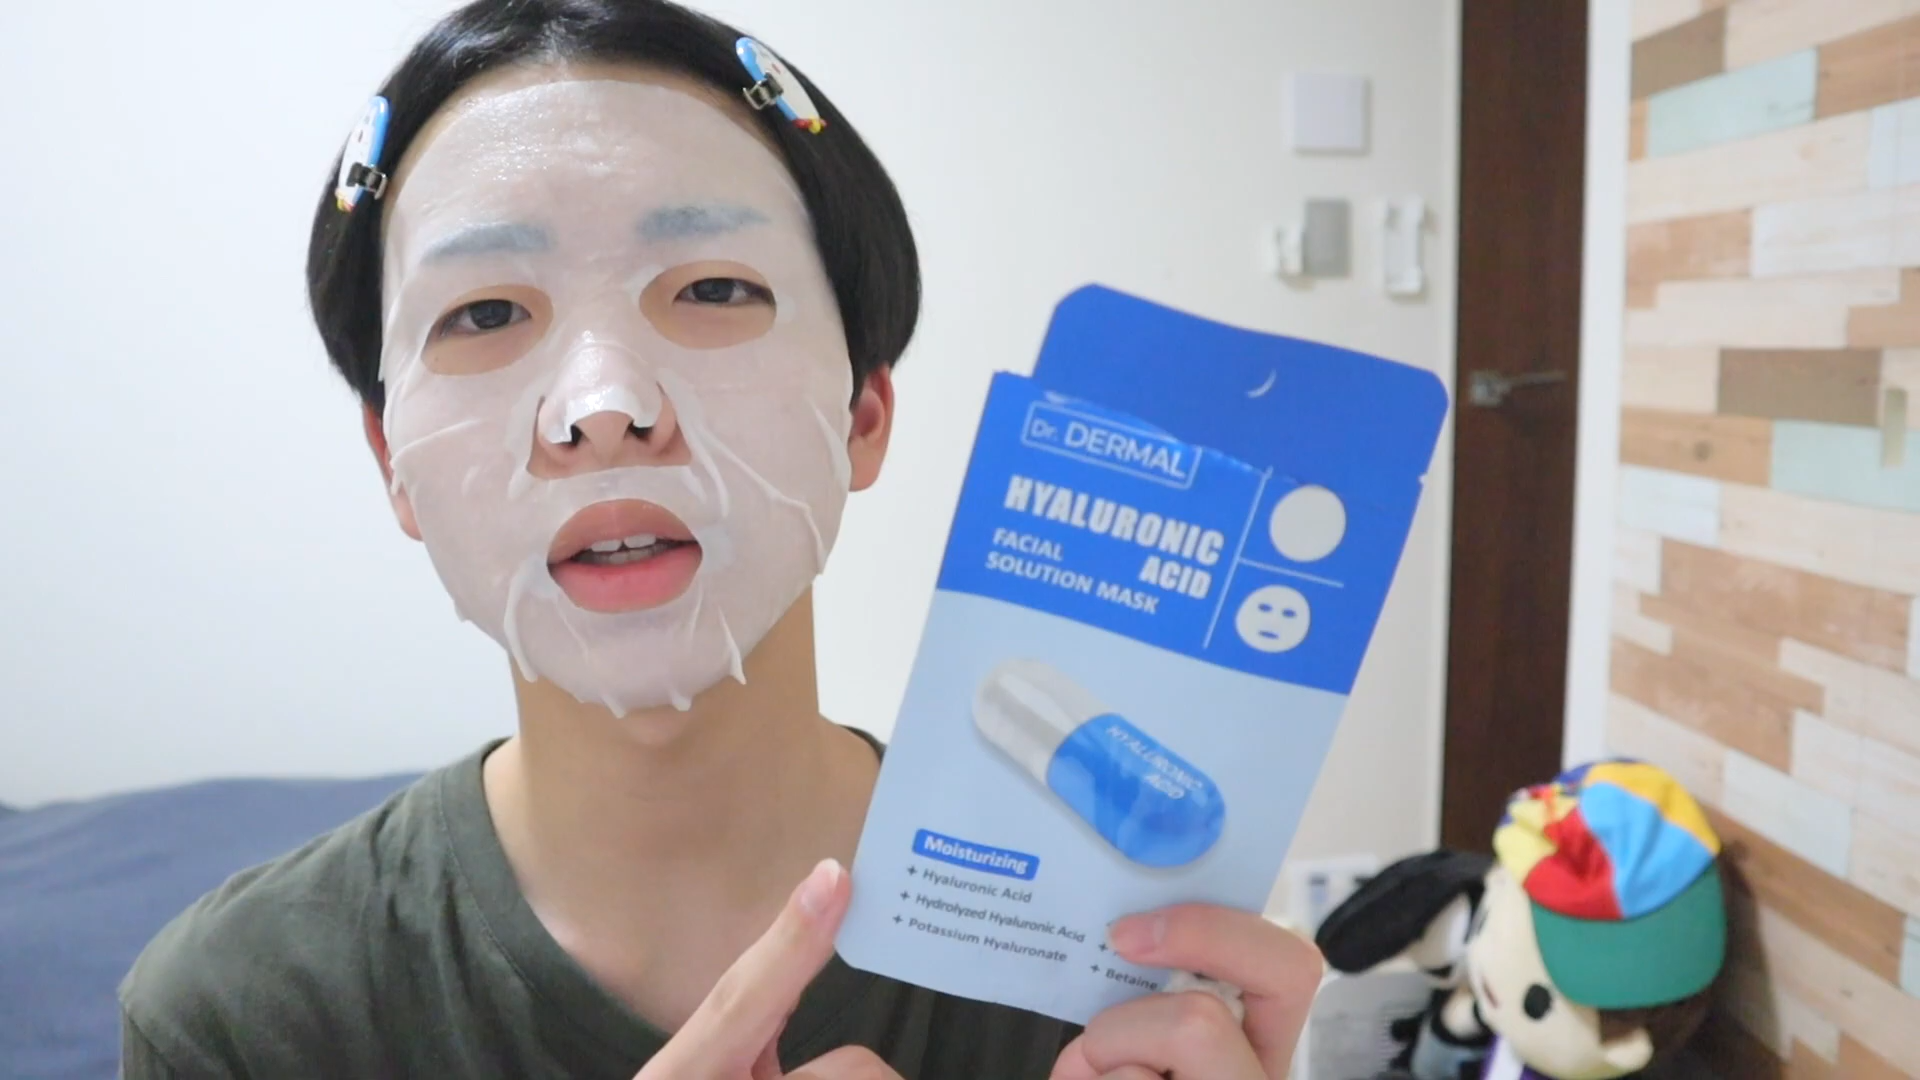 Dr. DERMAL
HYALURONIC
ACID
FACIAL
SOLUTION MASK
HYALURONIC
ACID
Moisturizing
+ Hyaluronic Acid
+ Hydrolyzed Hyaluronic Acid
+ Potassium Hyaluronate
+ Betaine